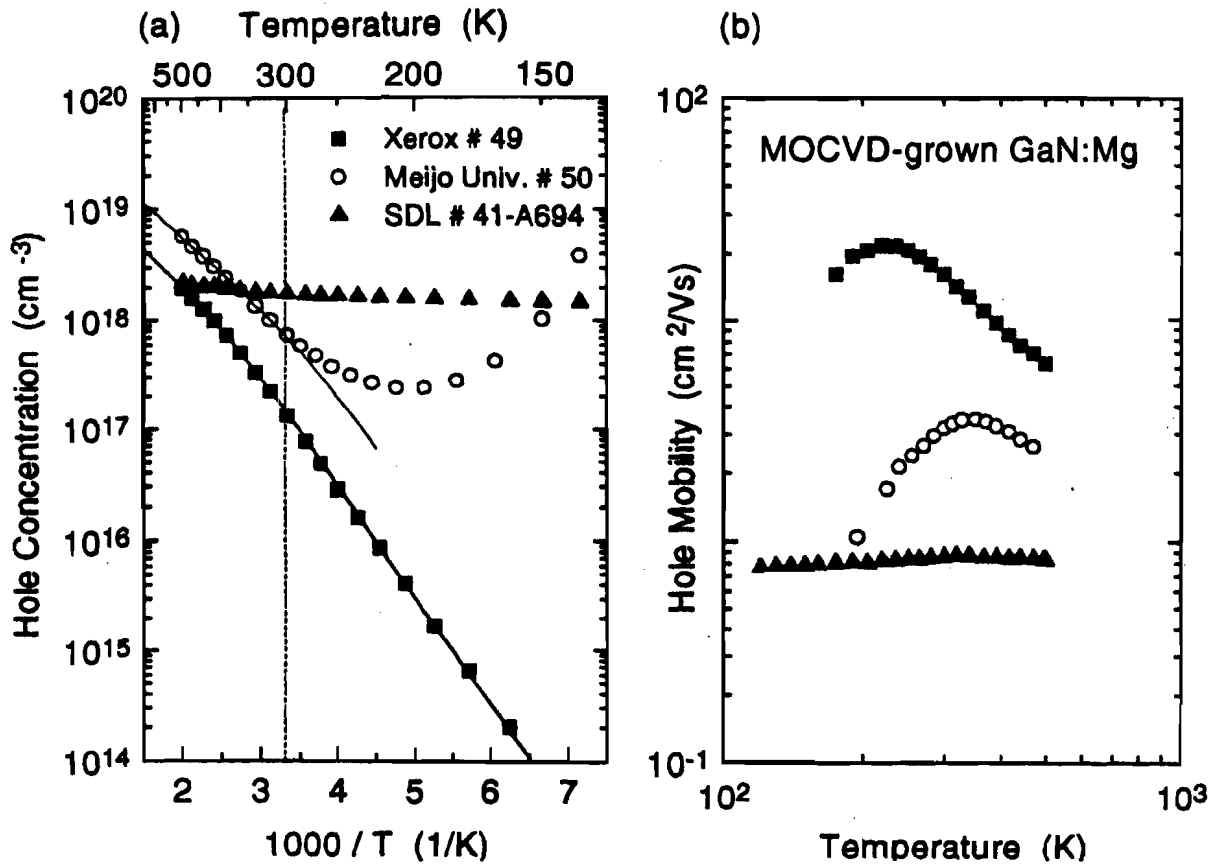 (a) Temperature (K)
500 300 200 150
10^20
10^19
10^18
10^17
10^16
10^15
10^14
Hole Concentration (cm -3)
Xerox # 49
Meijo Univ. # 50
SDL # 41-A694
2 3 4 5 6 7
1000 / T (1/K)
(b)
10^2
10^-1
Hole Mobility (cm 2/Vs)
MOCVD-grown GaN:Mg
10^2 10^3
Temperature (K)